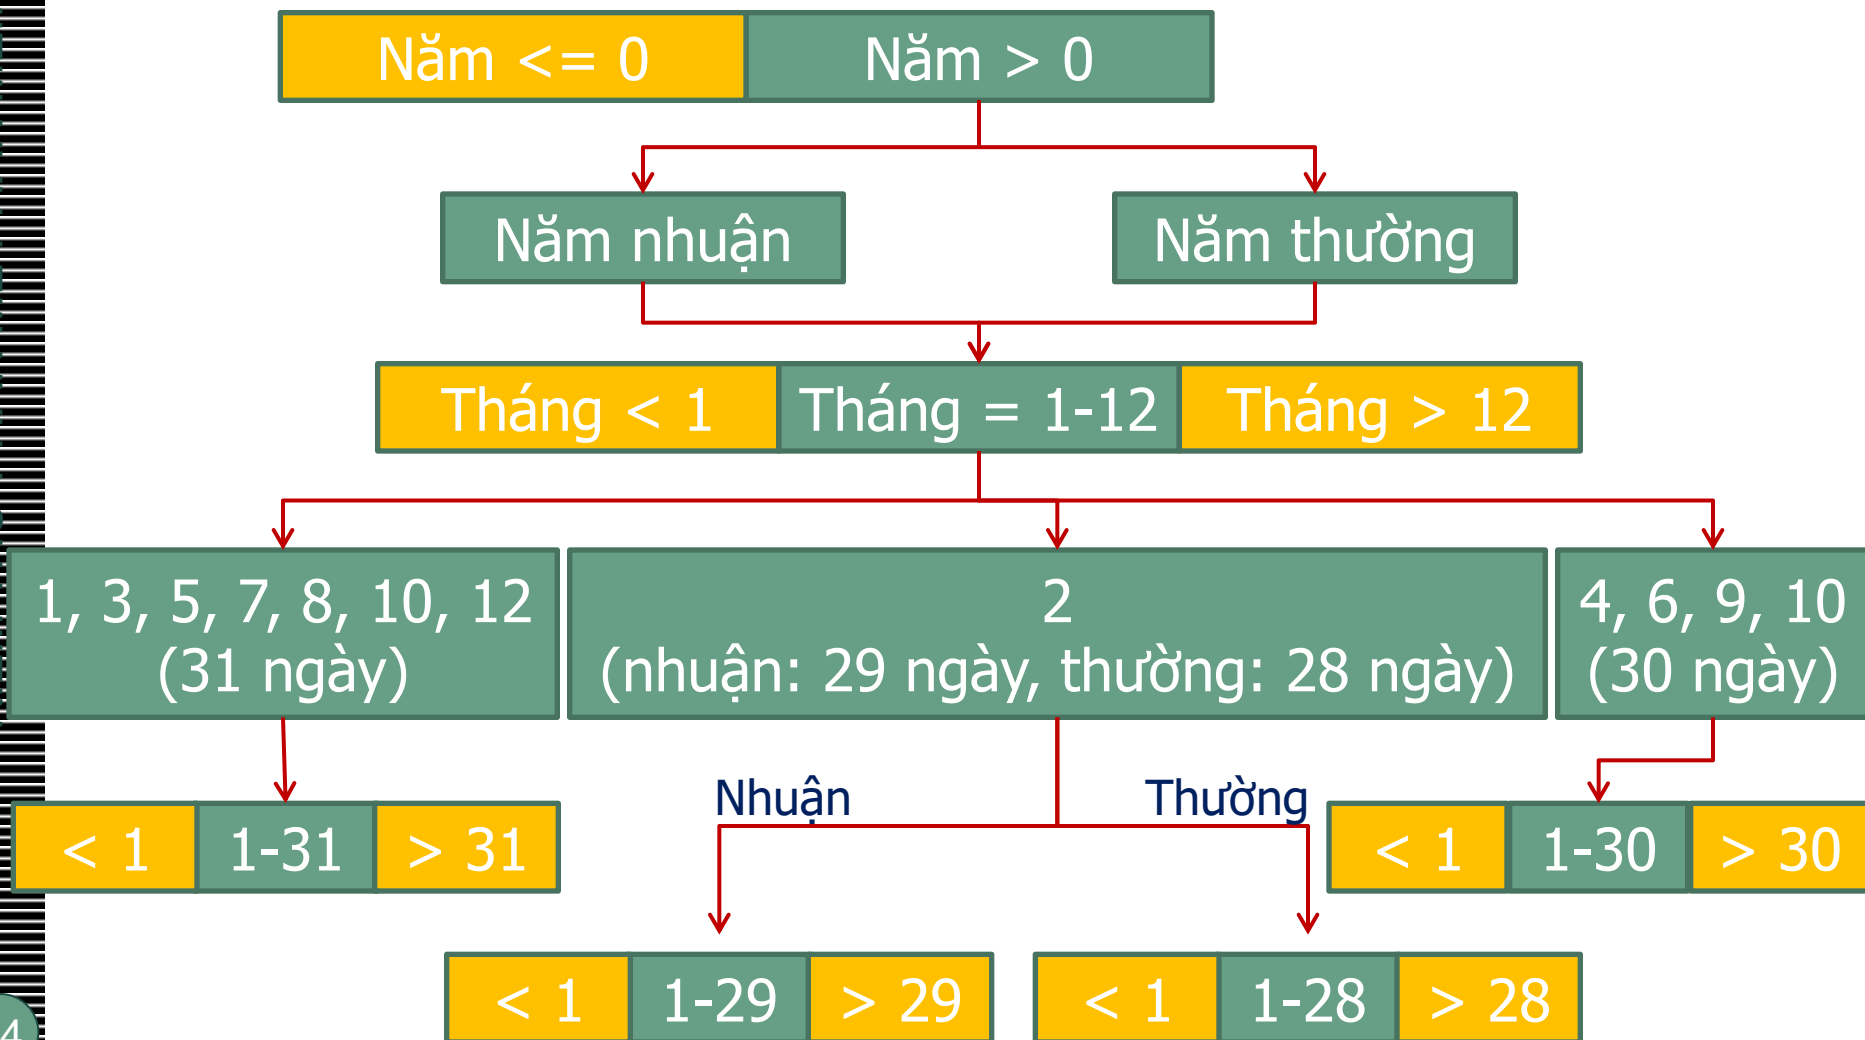 Năm <= 0
Năm > 0
Năm nhuận
Năm thường
Tháng < 1
Tháng = 1-12
Tháng > 12
1, 3, 5, 7, 8, 10, 12
(31 ngày)
2
(nhuận: 29 ngày, thường: 28 ngày)
4, 6, 9, 10
(30 ngày)
Nhuận
Thường
< 1
1-31
> 31
< 1
1-30
> 30
< 1
1-29
> 29
< 1
1-28
> 28
4